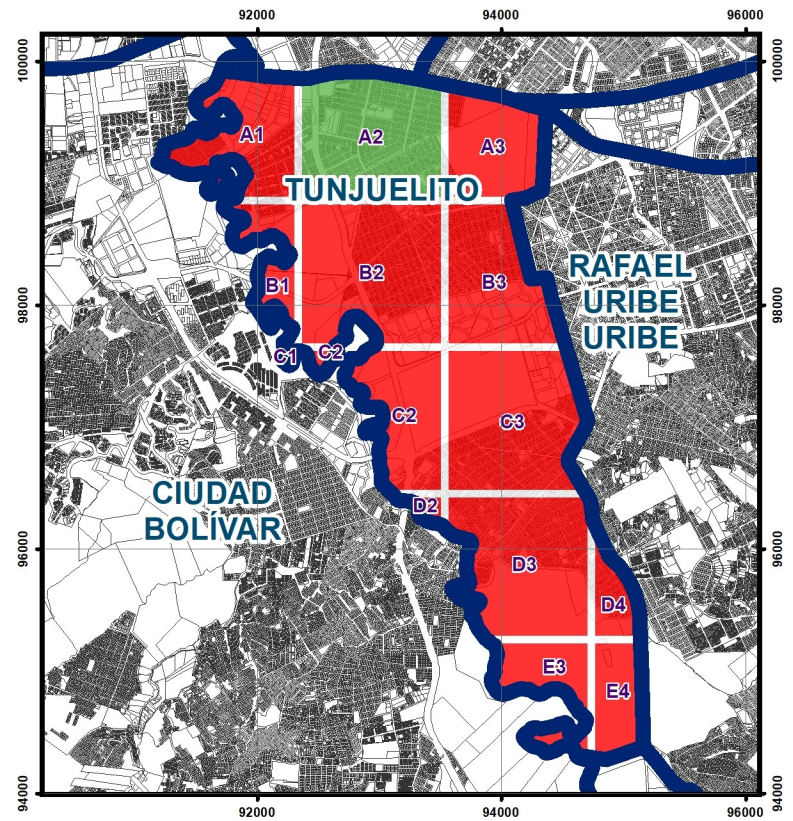 92000
94000
96000
100000
100000
A1
A2
A3
TUNJUELITO
B1
B2
B3
RAFAEL
URIBE
URIBE
98000
98000
C1
C2
C2
C3
CIUDAD
BOLÍVAR
D2
D3
D4
96000
96000
E3
E4
94000
94000
92000
94000
96000